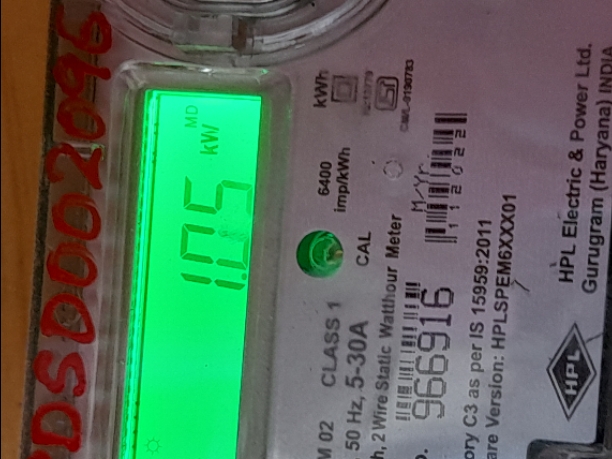 DSD002096
MD
kW
1.05
kWh
6400
imp/kWh
CAL
M 02 CLASS 1
50 Hz, 5-30A
h, 2 Wire Static Watthour Meter
o. 966916
M/Yr.
112022
ory C3 as per IS 15959:2011
are Version: HPLSPEM6XXX01
HPL
HPL Electric & Power Ltd.
Gurugram (Haryana) INDIA